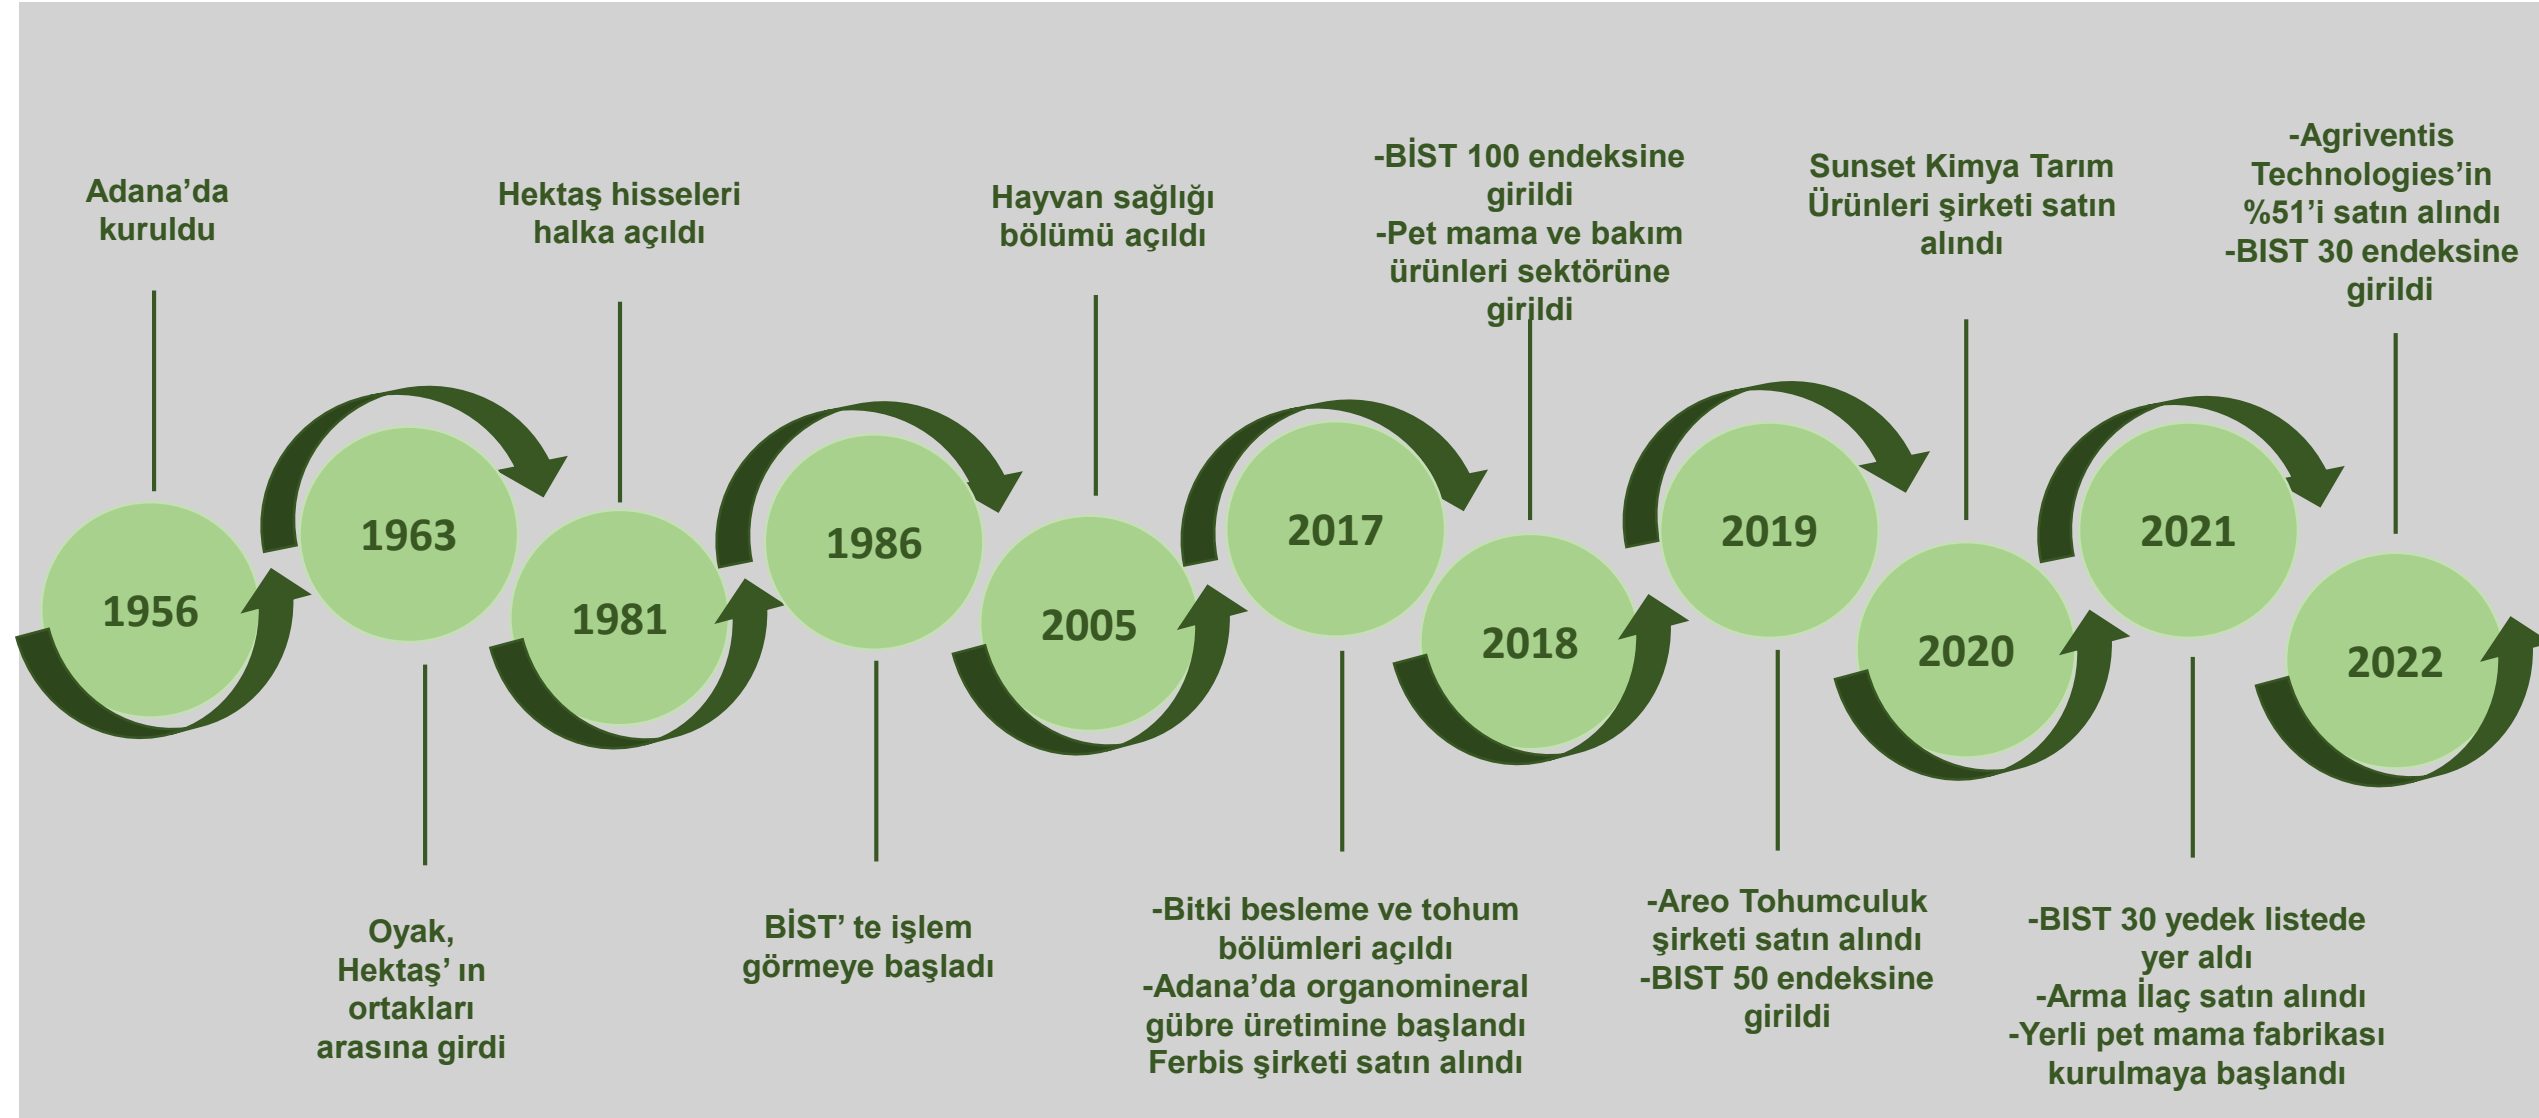 Adana’da
kuruldu
1956
1963
Oyak,
Hektaş’ ın
ortakları
arasına girdi
Hektaş hisseleri
halka açıldı
1981
1986
BİST’ te işlem
görmeye başladı
Hayvan sağlığı
bölümü açıldı
2005
2017
-Bitki besleme ve tohum
bölümleri açıldı
-Adana’da organomineral
gübre üretimine başlandı
Ferbis şirketi satın alındı
-BİST 100 endeksine
girildi
-Pet mama ve bakım
ürünleri sektörüne
girildi
2018
2019
-Areo Tohumculuk
şirketi satın alındı
-BIST 50 endeksine
girildi
Sunset Kimya Tarım
Ürünleri şirketi satın
alındı
2020
2021
-BIST 30 yedek listede
yer aldı
-Arma İlaç satın alındı
-Yerli pet mama fabrikası
kurulmaya başlandı
-Agriventis
Technologies’in
%51’i satın alındı
-BIST 30 endeksine
girildi
2022